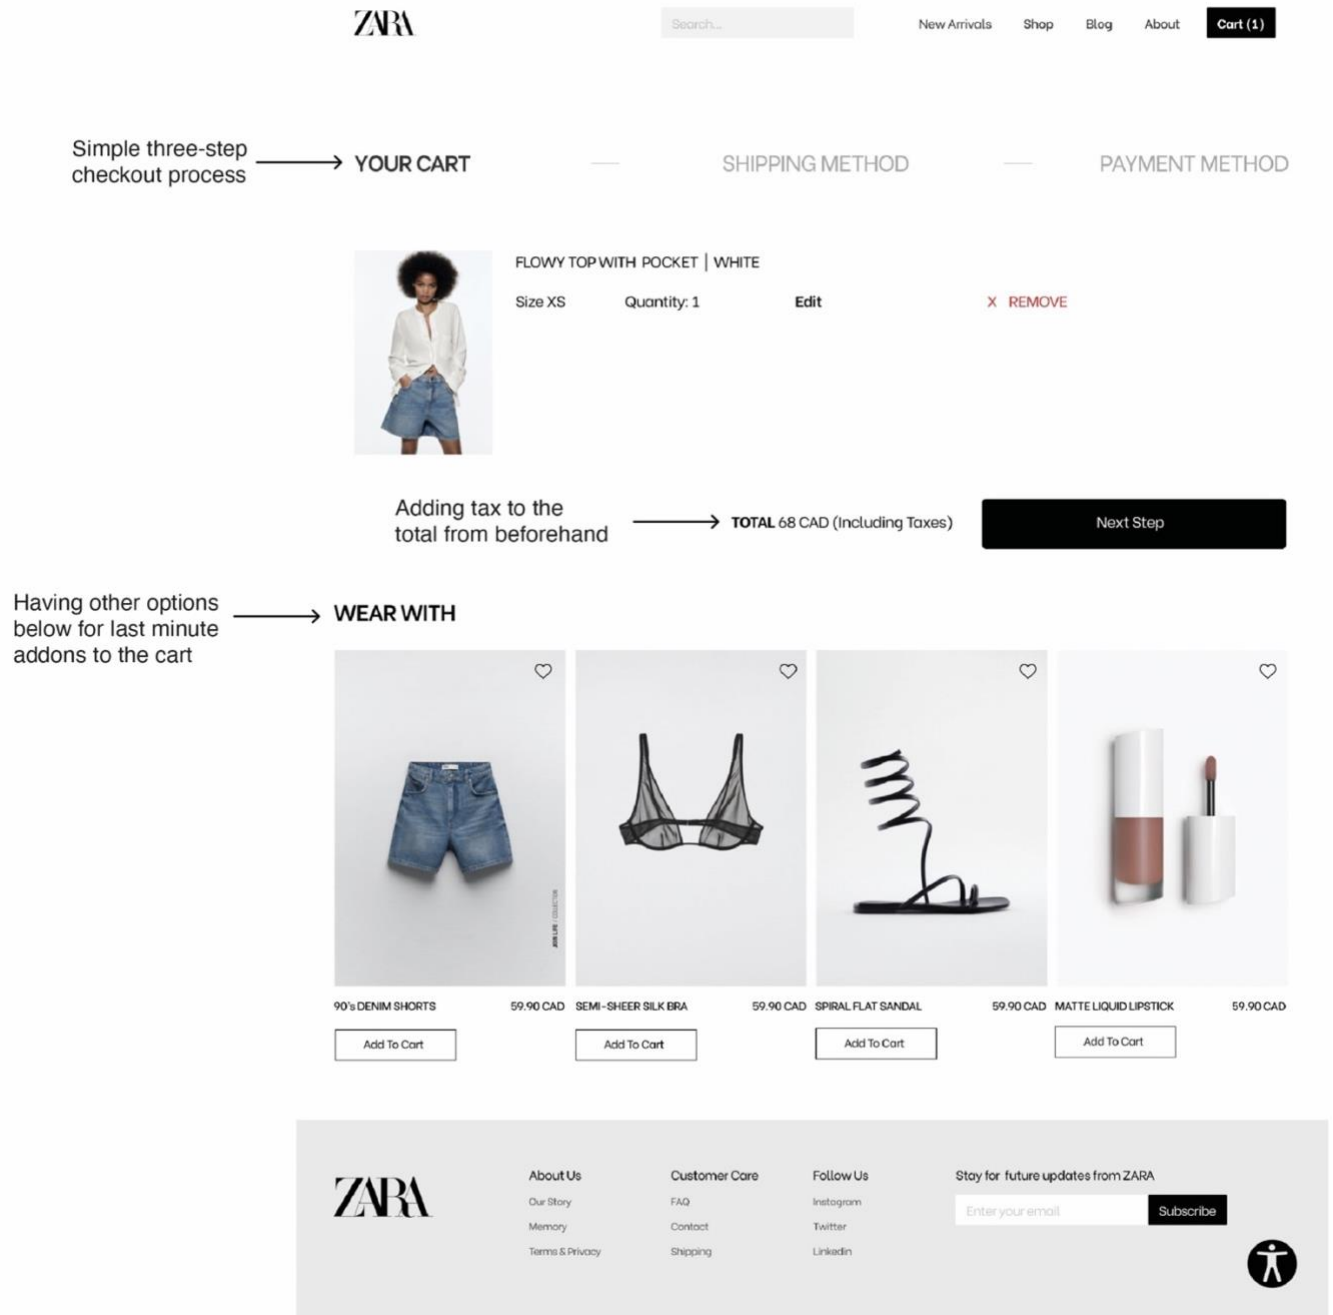 ZARA
Search...
New Arrivals
Shop
Blog
About
Cart (1)
Simple three-step
checkout process
YOUR CART
SHIPPING METHOD
PAYMENT METHOD
FLOWY TOP WITH POCKET | WHITE
Size XS
Quantity: 1
Edit
X REMOVE
Adding tax to the
total from beforehand
TOTAL 68 CAD (Including Taxes)
Next Step
Having other options
below for last minute
addons to the cart
WEAR WITH
JOIN LIFE / COLLECTION
90's DENIM SHORTS
59.90 CAD
SEMI-SHEER SILK BRA
59.90 CAD
SPIRAL FLAT SANDAL
59.90 CAD
MATTE LIQUID LIPSTICK
59.90 CAD
Add To Cart
Add To Cart
Add To Cart
Add To Cart
ZARA
About Us
Our Story
Memory
Terms & Privacy
Customer Care
FAQ
Contact
Shipping
Follow Us
Instagram
Twitter
Linkedin
Stay for future updates from ZARA
Enter your email
Subscribe